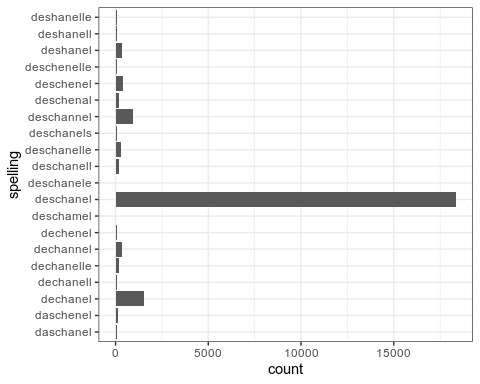 deshanelle
deshanell
deshanel
deschenelle
deschenel
deschenal
deschannel
deschanels
deschanelle
deschanell
deschanele
deschanel
deschamel
dechenel
dechannel
dechanelle
dechanell
dechanel
daschenel
daschanel
spelling
0 5000 10000 15000
count